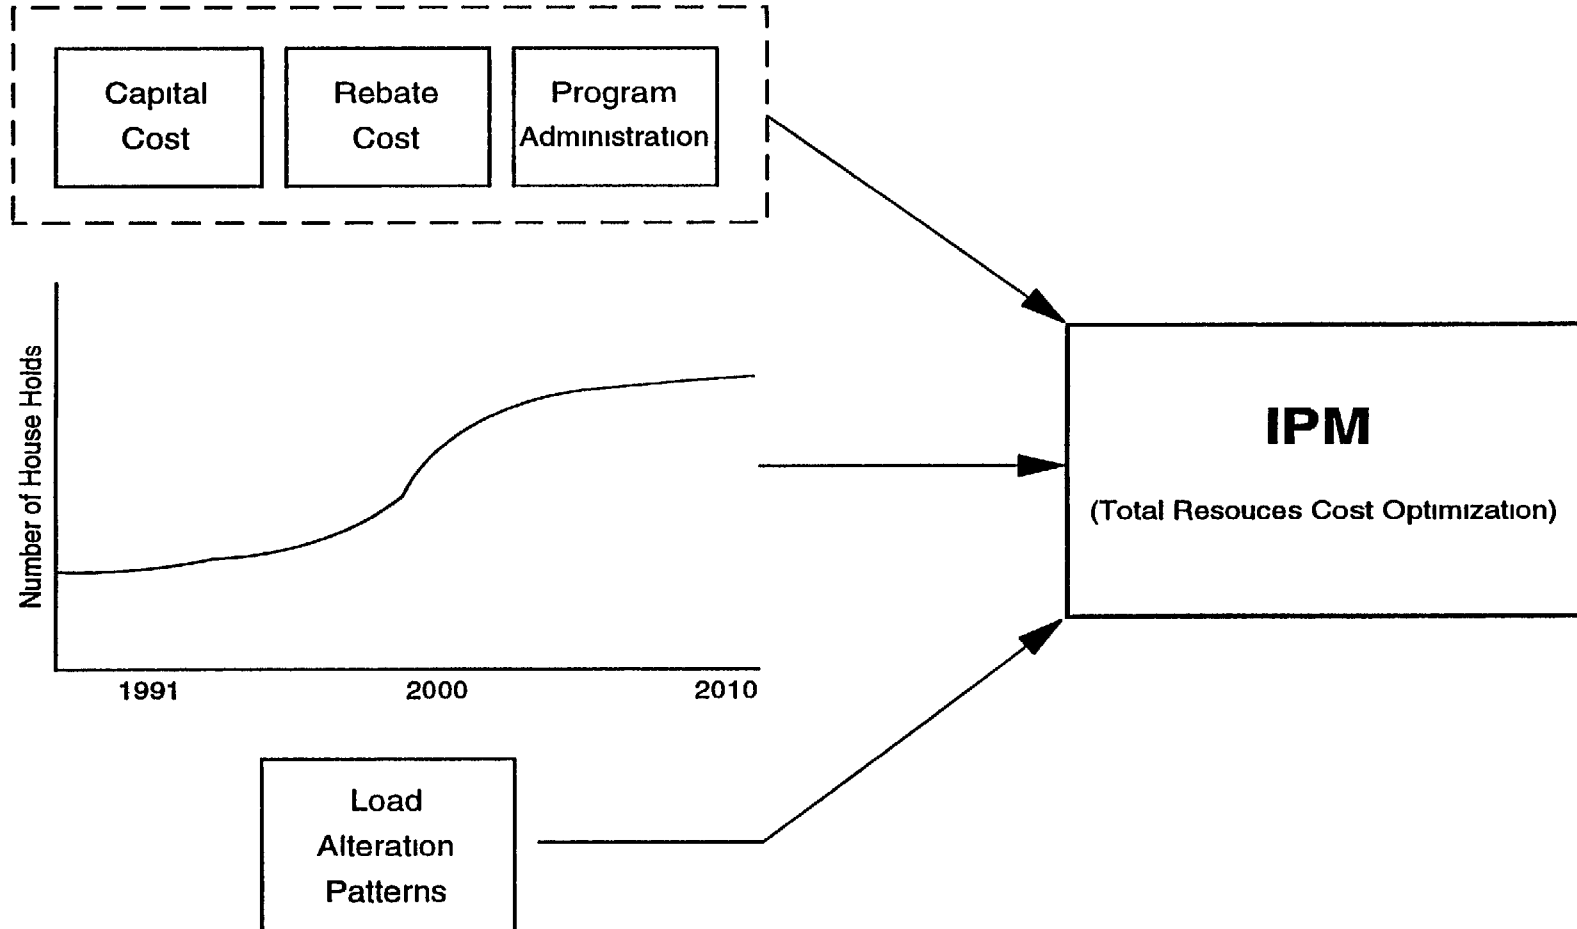 Capital
Cost
Rebate
Cost
Program
Administration
Number of House Holds
1991
2000
2010
IPM
(Total Resouces Cost Optimization)
Load
Alteration
Patterns